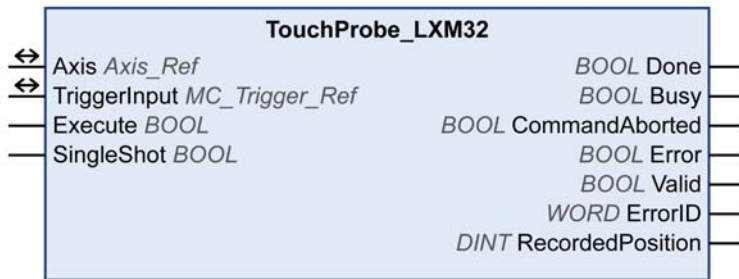 TouchProbe_LXM32
Axis Axis_Ref BOOL Done
TriggerInput MC_Trigger_Ref BOOL Busy
Execute BOOL BOOL CommandAborted
SingleShot BOOL BOOL Error
BOOL Valid
WORD ErrorID
DINT RecordedPosition